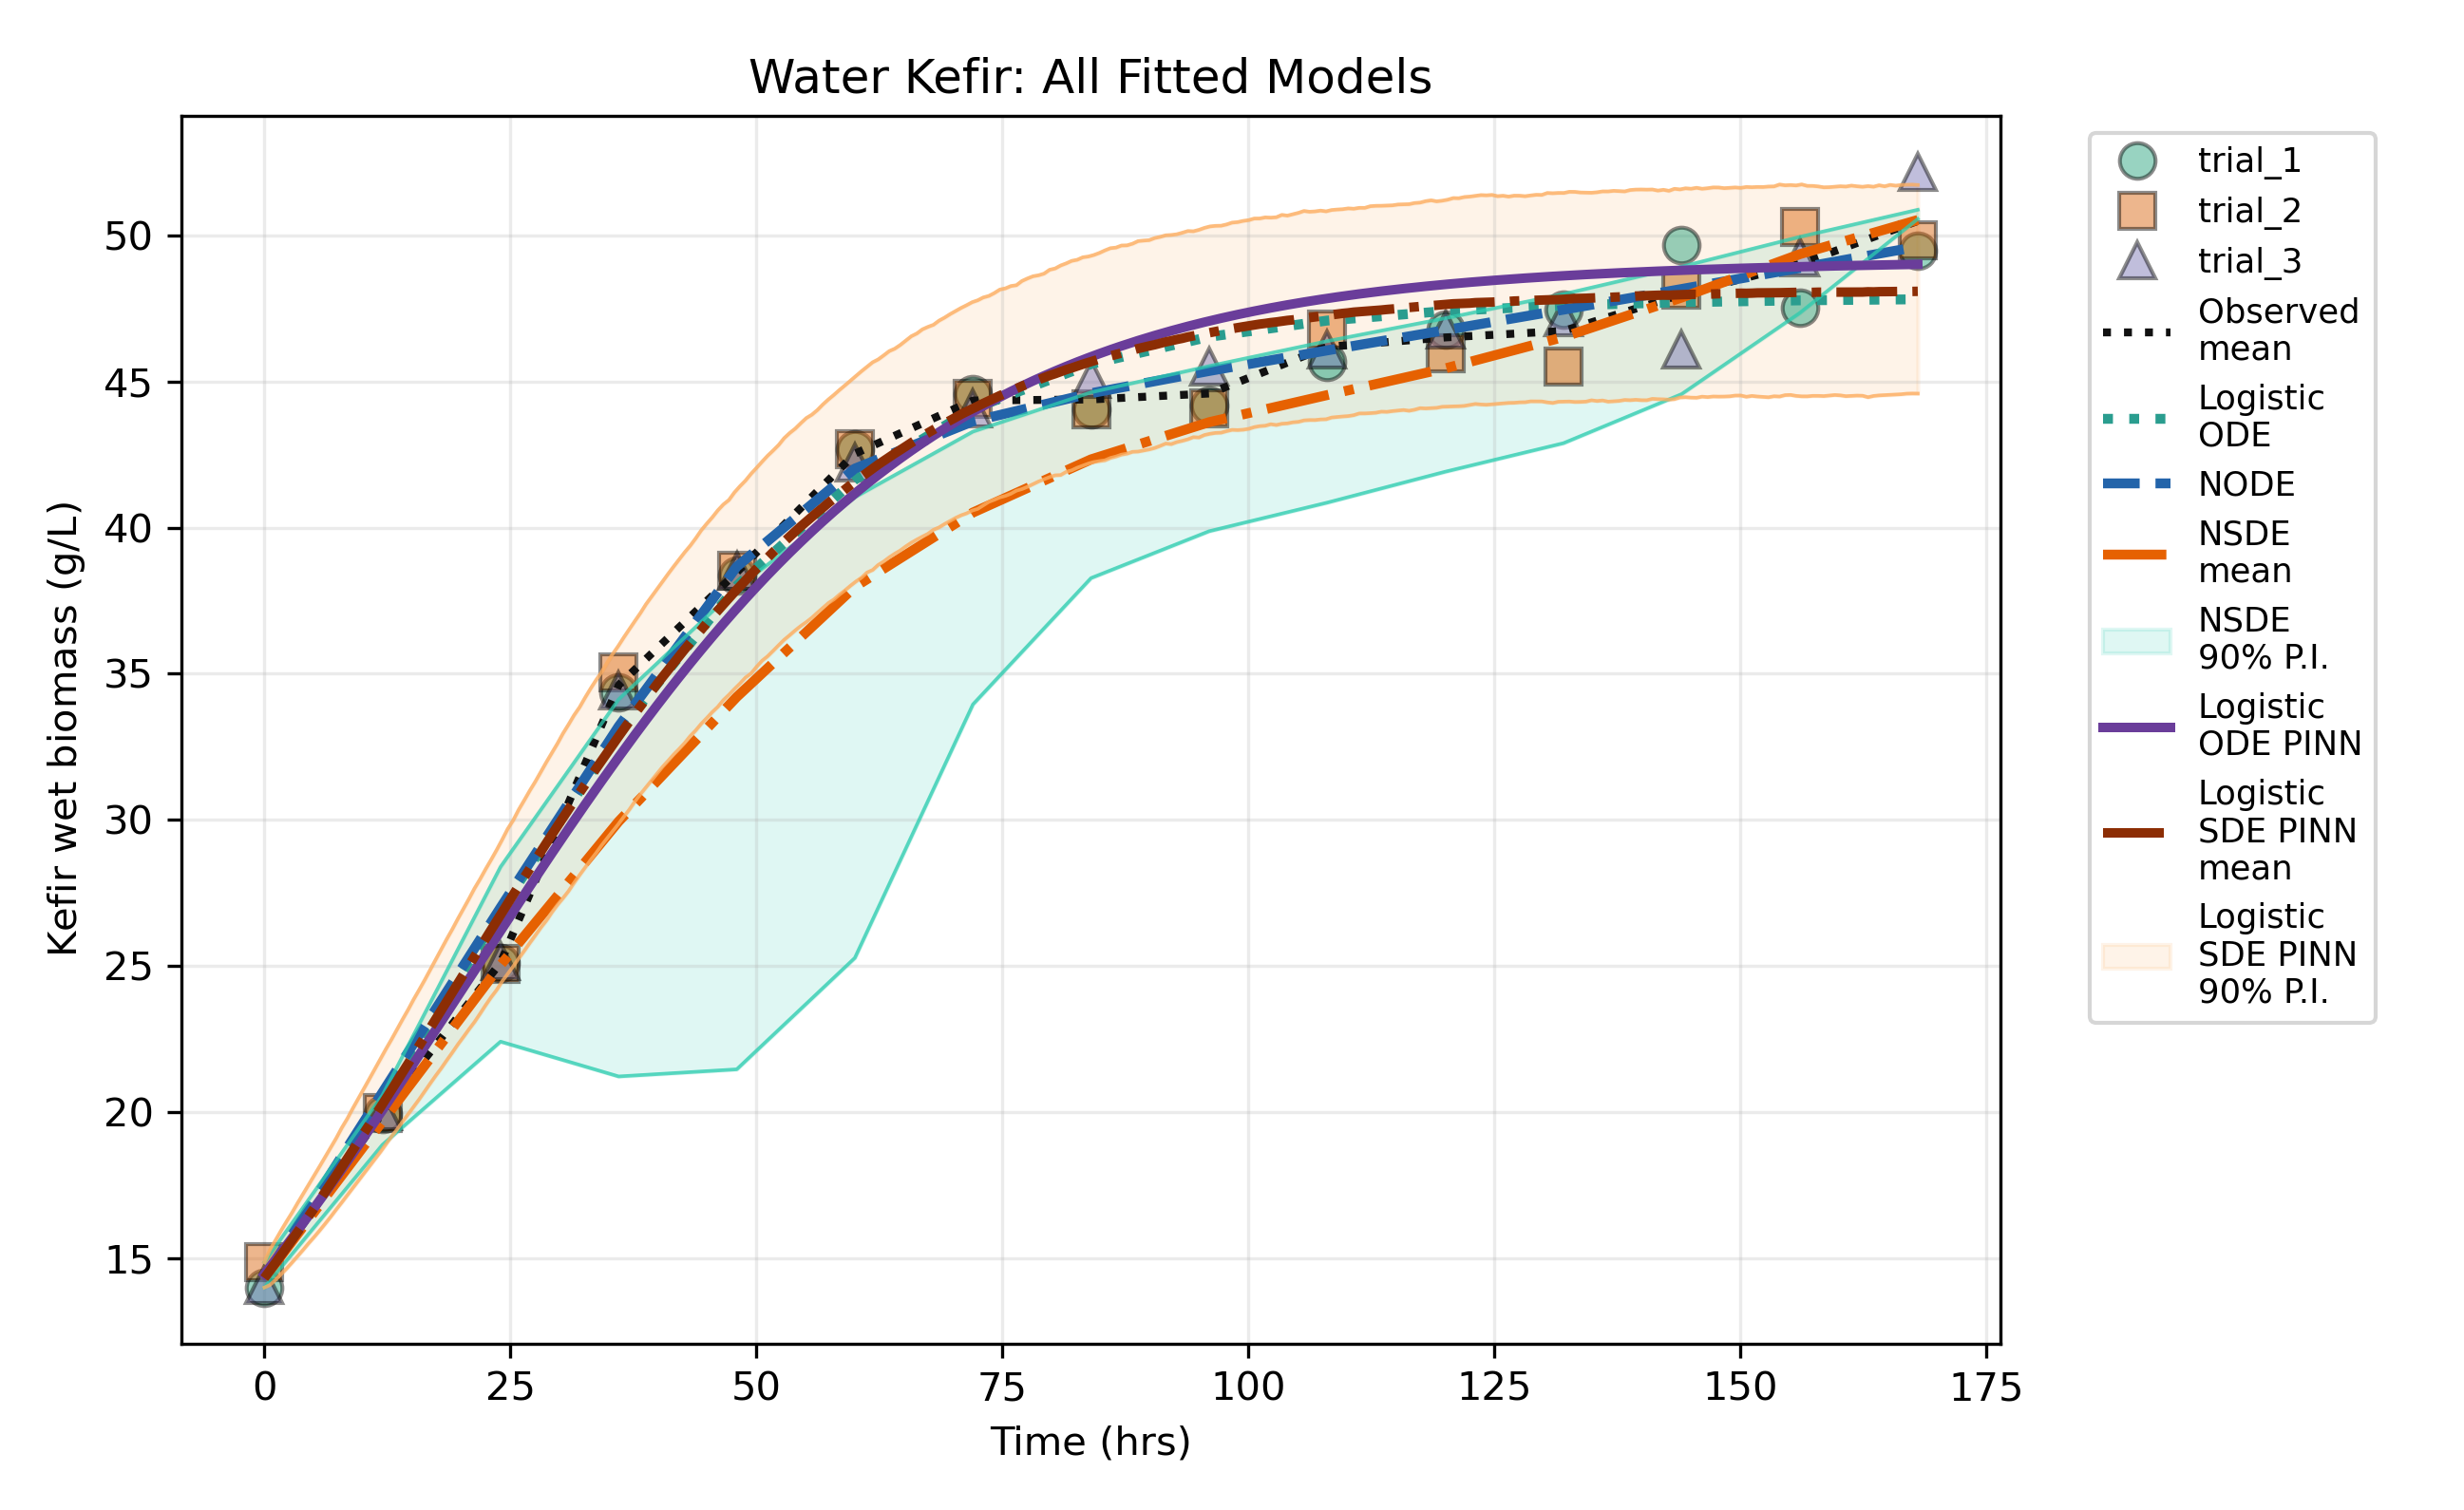 Water Kefir: All Fitted Models
Kefir wet biomass (g/L)
50
45
40
35
30
25
20
15
0 25 50 75 100 125 150 175
Time (hrs)
trial_1
trial_2
trial_3
Observed
mean
Logistic
ODE
NODE
NSDE
mean
NSDE
90% P.I.
Logistic
ODE PINN
Logistic
SDE PINN
mean
Logistic
SDE PINN
90% P.I.